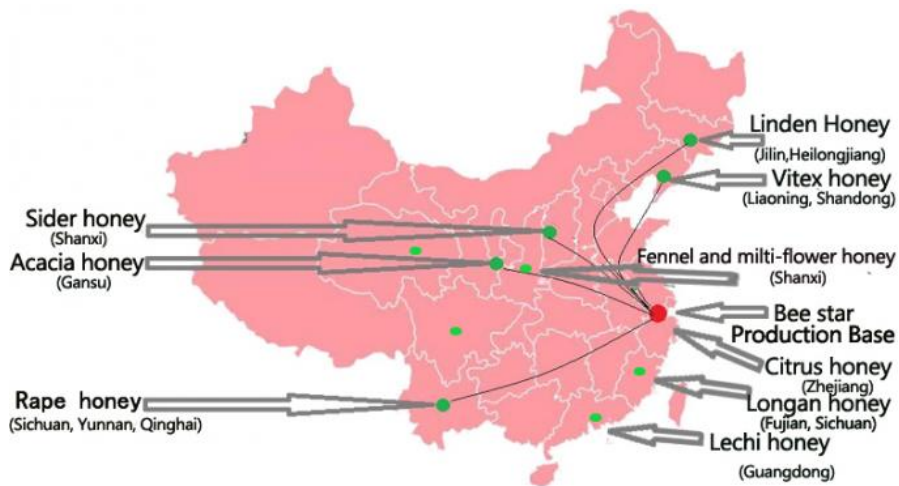 Linden Honey
(Jilin,Heilongjiang)
Vitex honey
(Liaoning, Shandong)
Sider honey
(Shanxi)
Acacia honey
(Gansu)
Fennel and milti-flower honey
(Shanxi)
Bee star
Production Base
Citrus honey
(Zhejiang)
Rape honey
(Sichuan, Yunnan, Qinghai)
Longan honey
(Fujian, Sichuan)
Lechi honey
(Guangdong)